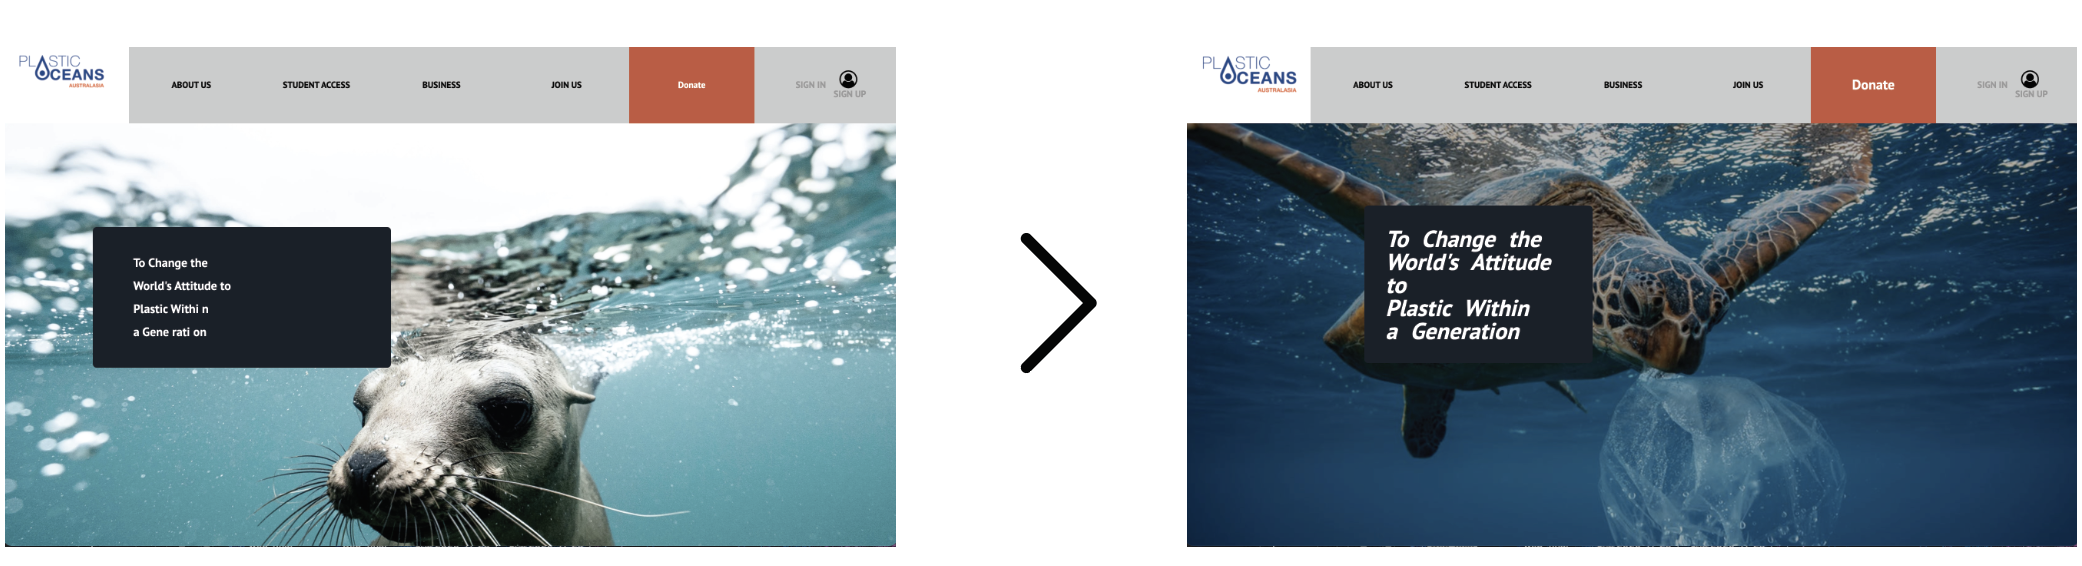 PLASTIC
OCEANS
AUSTRALASIA
ABOUT US
STUDENT ACCESS
BUSINESS
JOIN US
Donate
SIGN IN
SIGN UP
To Change the
World's Attitude to
Plastic Withi n
a Gene rati on
PLASTIC
OCEANS
AUSTRALASIA
ABOUT US
STUDENT ACCESS
BUSINESS
JOIN US
Donate
SIGN IN
SIGN UP
To Change the
World's Attitude
to
Plastic Within
a Generation